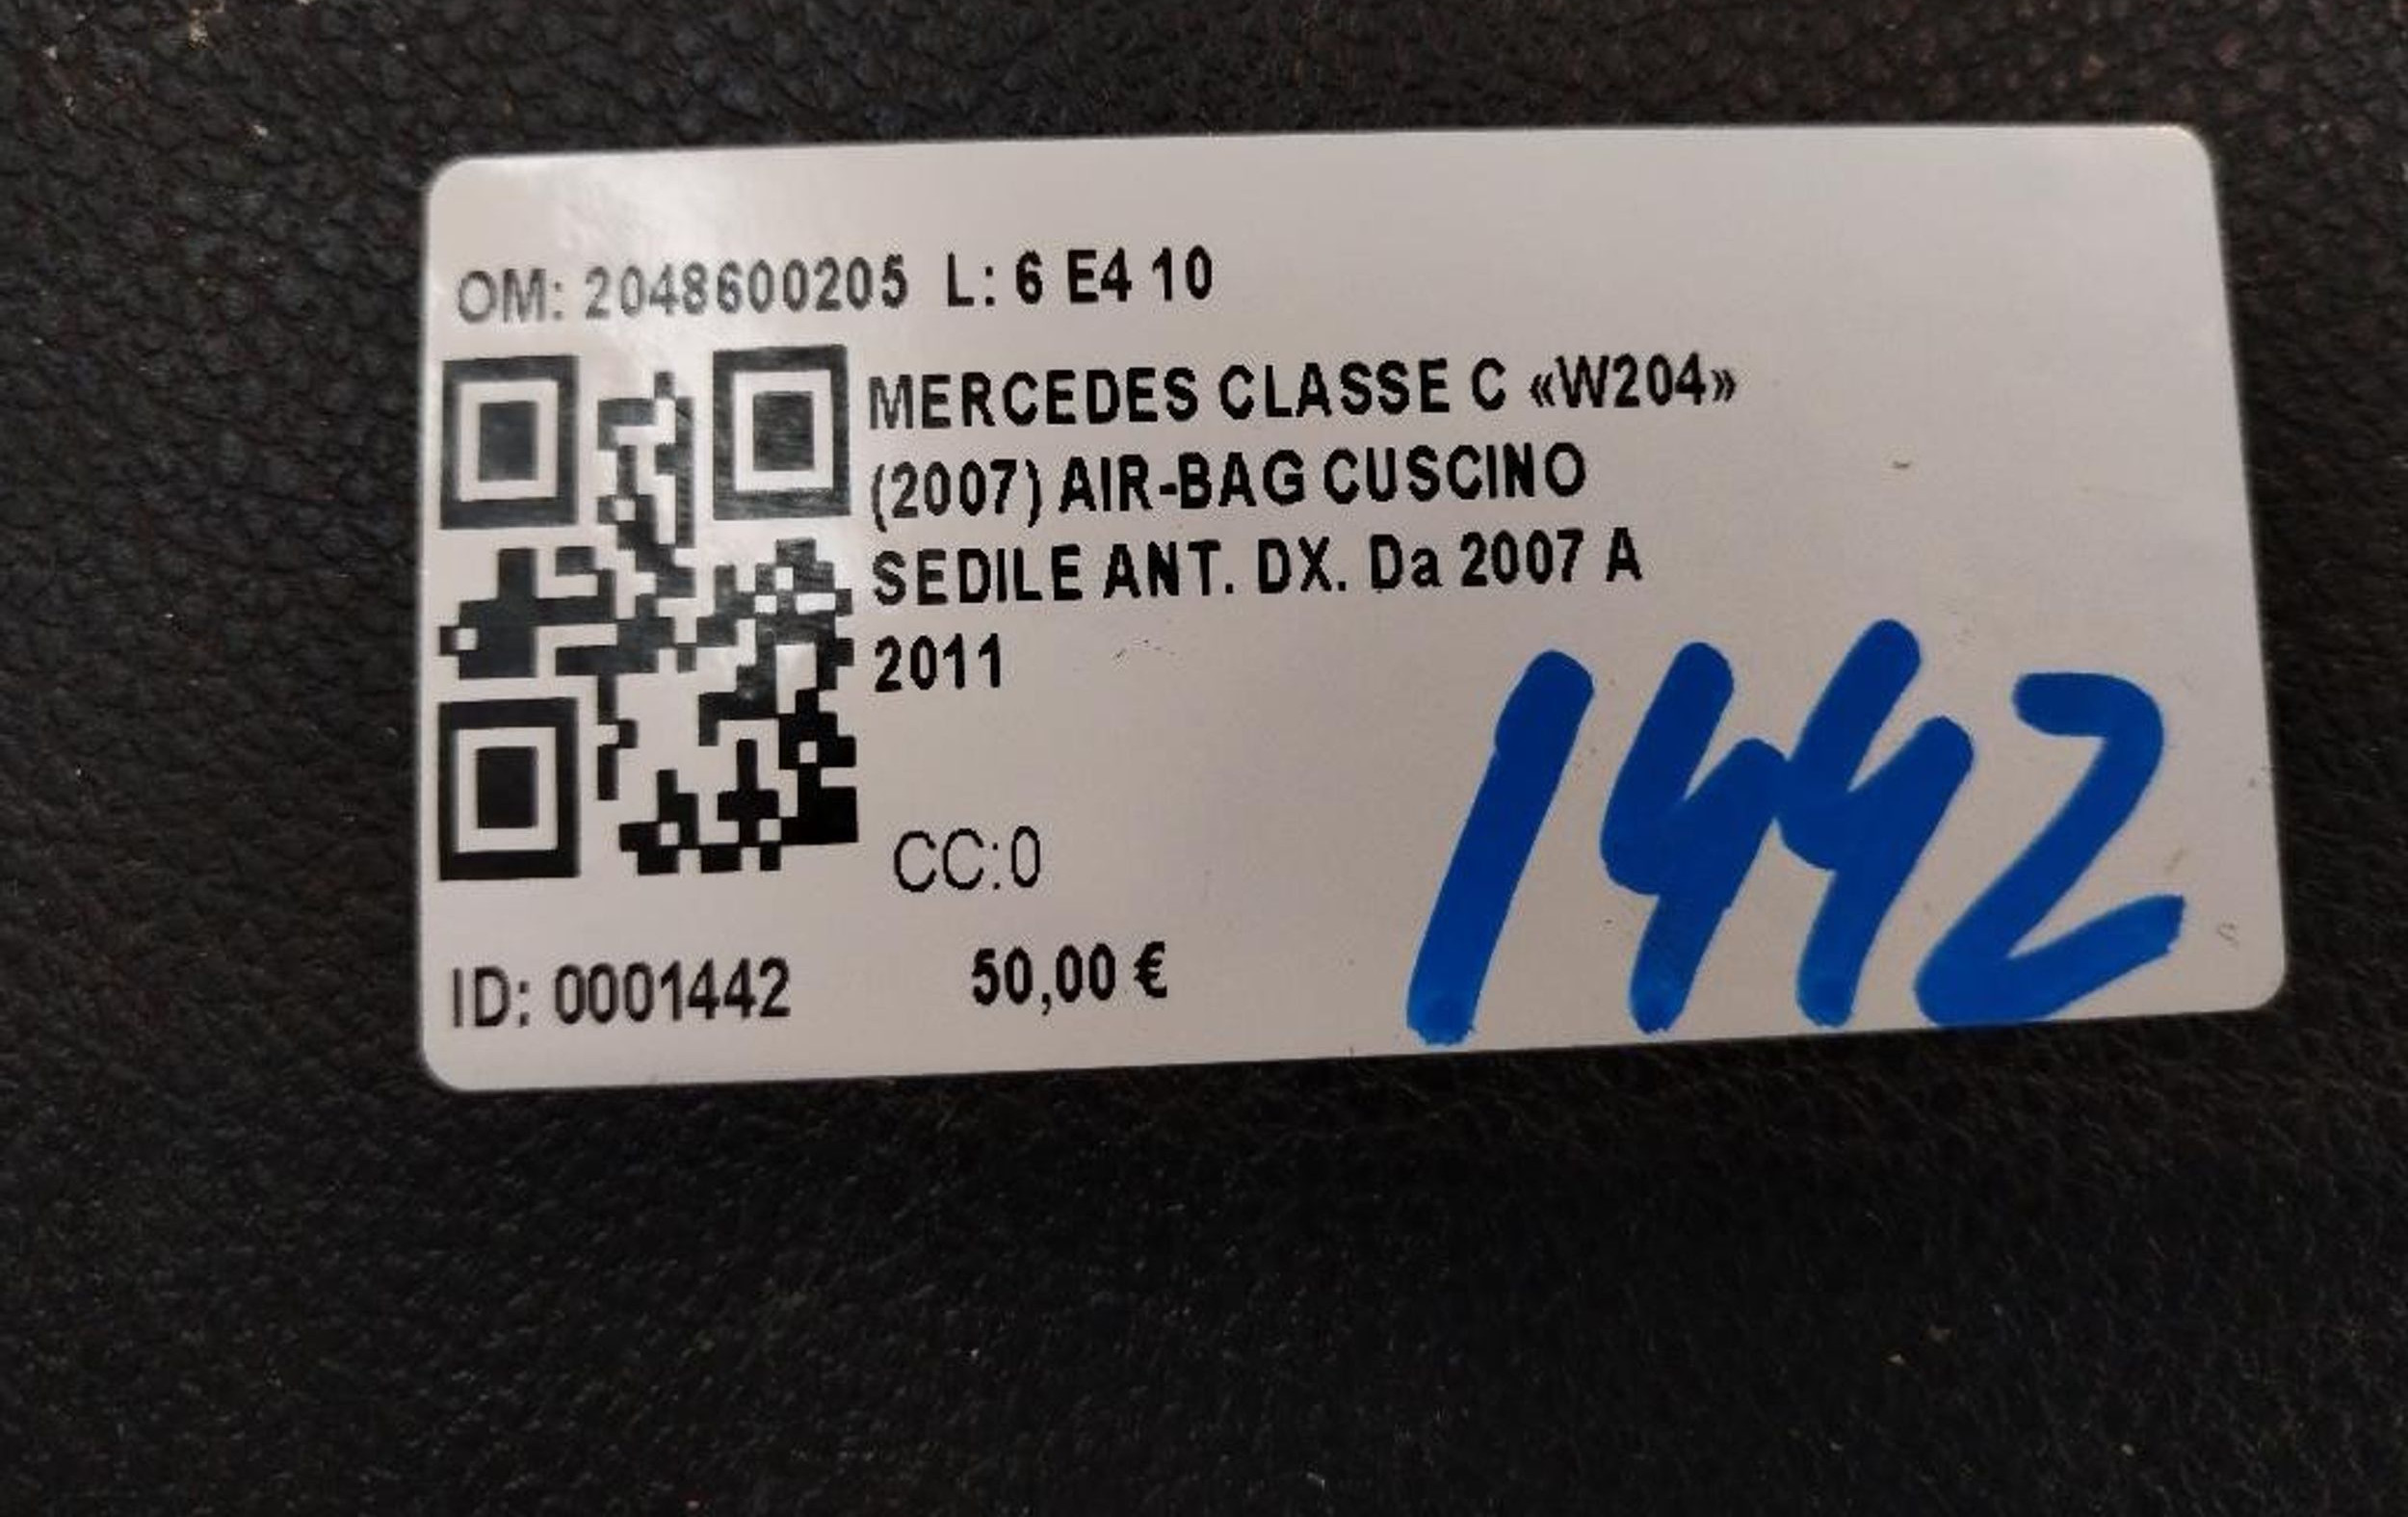 OM: 2048600205 L: 6 E4 10
MERCEDES CLASSE C «W204»
(2007) AIR-BAG CUSCINO
SEDILE ANT. DX. Da 2007 A
2011
CC:0
ID: 0001442 50,00 €
1442